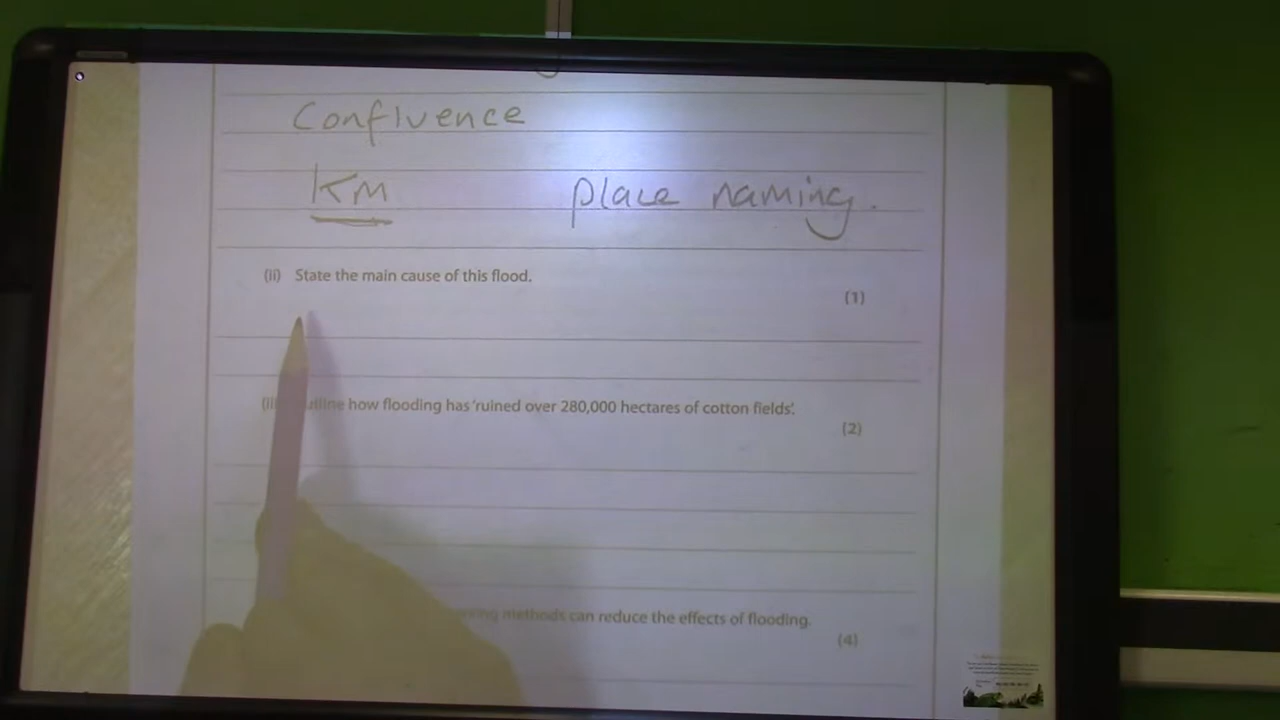 Confluence
Km place naming.
(ii) State the main cause of this flood.
(1)
how flooding has 'ruined over 280,000 hectares of cotton fields'.
(2)
methods can reduce the effects of flooding.
(4)